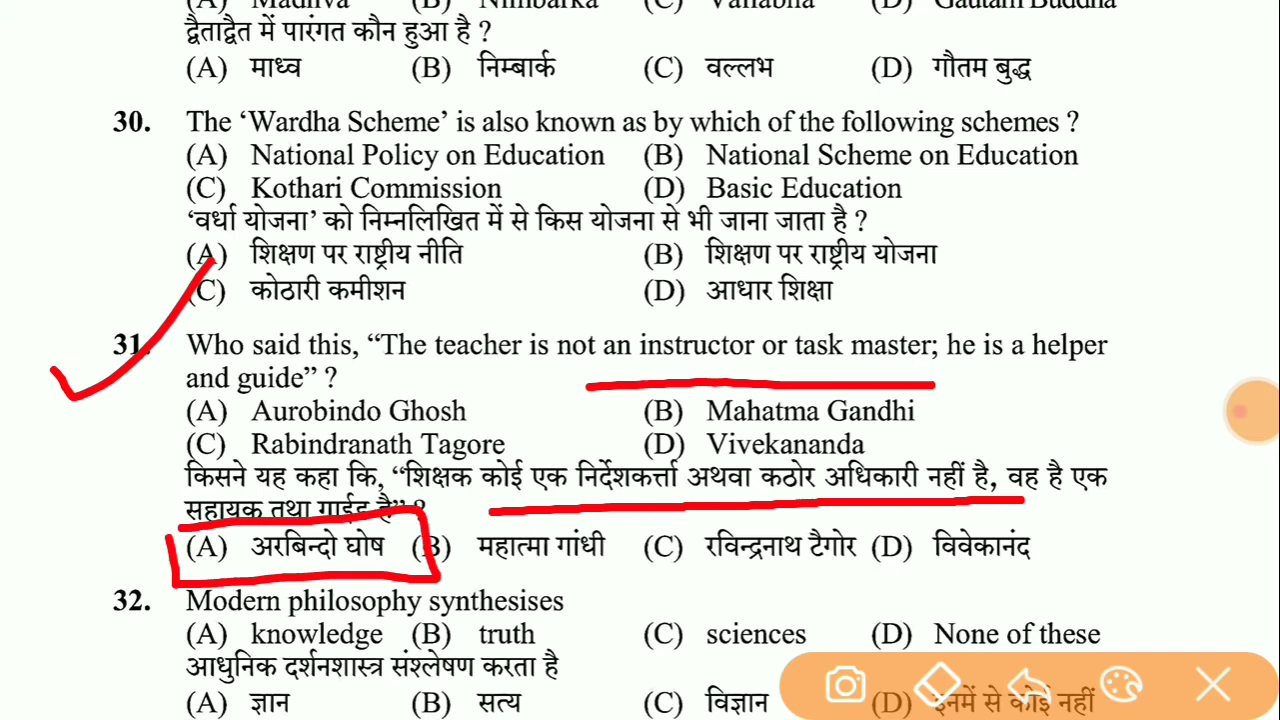 (A) Madhva (B) Nimbarka (C) Vallabha (D) Gautam Buddha
द्वैताद्वैत में पारंगत कौन हुआ है ?
(A) माध्व (B) निम्बार्क (C) वल्लभ (D) गौतम बुद्ध
30. The ‘Wardha Scheme’ is also known as by which of the following schemes ?
(A) National Policy on Education (B) National Scheme on Education
(C) Kothari Commission (D) Basic Education
‘वर्धा योजना’ को निम्नलिखित में से किस योजना से भी जाना जाता है ?
(A) शिक्षण पर राष्ट्रीय नीति (B) शिक्षण पर राष्ट्रीय योजना
(C) कोठारी कमीशन (D) आधार शिक्षा
31. Who said this, “The teacher is not an instructor or task master; he is a helper
and guide” ?
(A) Aurobindo Ghosh (B) Mahatma Gandhi
(C) Rabindranath Tagore (D) Vivekananda
किसने यह कहा कि, “शिक्षक कोई एक निर्देशकर्त्ता अथवा कठोर अधिकारी नहीं है, वह है एक
सहायक तथा गाईड है” ?
(A) अरबिन्दो घोष (B) महात्मा गांधी (C) रविन्द्रनाथ टैगोर (D) विवेकानंद
32. Modern philosophy synthesises
(A) knowledge (B) truth (C) sciences (D) None of these
आधुनिक दर्शनशास्त्र संश्लेषण करता है
(A) ज्ञान (B) सत्य (C) विज्ञान (D) इनमें से कोई नहीं